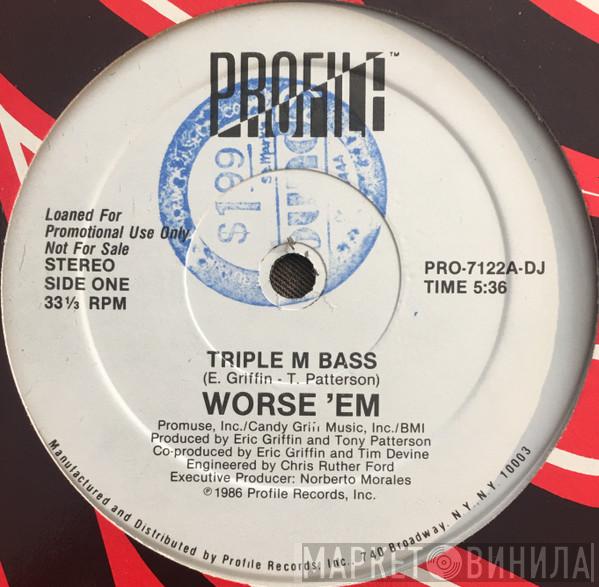 PROFILE™
$1.99
Loaned For
Promotional Use Only
Not For Sale
STEREO
SIDE ONE
33⅓ RPM
PRO-7122A-DJ
TIME 5:36
TRIPLE M BASS
(E. Griffin - T. Patterson)
WORSE 'EM
Promuse, Inc./Candy Griff Music, Inc./BMI
Produced by Eric Griffin and Tony Patterson
Co-produced by Eric Griffin and Tim Devine
Engineered by Chris Ruther Ford
Executive Producer: Norberto Morales
℗1986 Profile Records, Inc.
Manufactured and Distributed by Profile Records, Inc. 740 Broadway, N.Y., N.Y. 10003
МАРКЕТ ВИНИЛА